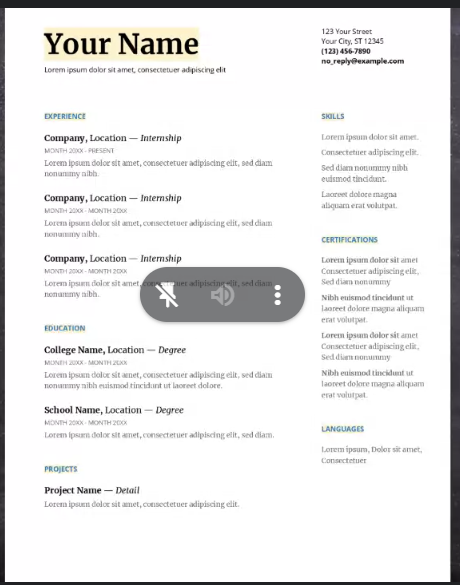 Your Name
Lorem ipsum dolor sit amet, consectetuer adipiscing elit
123 Your Street
Your City, ST 12345
(123) 456-7890
no_reply@example.com
EXPERIENCE
Company, Location — Internship
MONTH 20XX - PRESENT
Lorem ipsum dolor sit amet, consectetuer adipiscing elit, sed diam
nonummy nibh.
Company, Location — Internship
MONTH 20XX - MONTH 20XX
Lorem ipsum dolor sit amet, consectetuer adipiscing elit, sed diam
nonummy nibh.
Company, Location — Internship
MONTH 20XX - MONTH 20XX
Lorem ipsum dolor sit amet, consectetuer adipiscing elit, sed diam
nonummy nibh.
EDUCATION
College Name, Location — Degree
MONTH 20XX - MONTH 20XX
Lorem ipsum dolor sit amet, consectetuer adipiscing elit, sed diam
nonummy nibh euismod tincidunt ut laoreet dolore.
School Name, Location — Degree
MONTH 20XX - MONTH 20XX
Lorem ipsum dolor sit amet, consectetuer adipiscing elit, sed diam.
PROJECTS
Project Name — Detail
Lorem ipsum dolor sit amet, consectetuer adipiscing elit.
SKILLS
Lorem ipsum dolor sit amet.
Consectetuer adipiscing elit.
Sed diam nonummy nibh
euismod tincidunt.
Laoreet dolore magna
aliquam erat volutpat.
CERTIFICATIONS
Lorem ipsum dolor sit amet
Consectetuer adipiscing elit,
Sed diam nonummy
Nibh euismod tincidunt ut
laoreet dolore magna aliquam
erat volutpat.
Lorem ipsum dolor sit amet
Consectetuer adipiscing elit,
Sed diam nonummy
Nibh euismod tincidunt ut
laoreet dolore magna aliquam
erat volutpat.
LANGUAGES
Lorem ipsum, Dolor sit amet,
Consectetuer